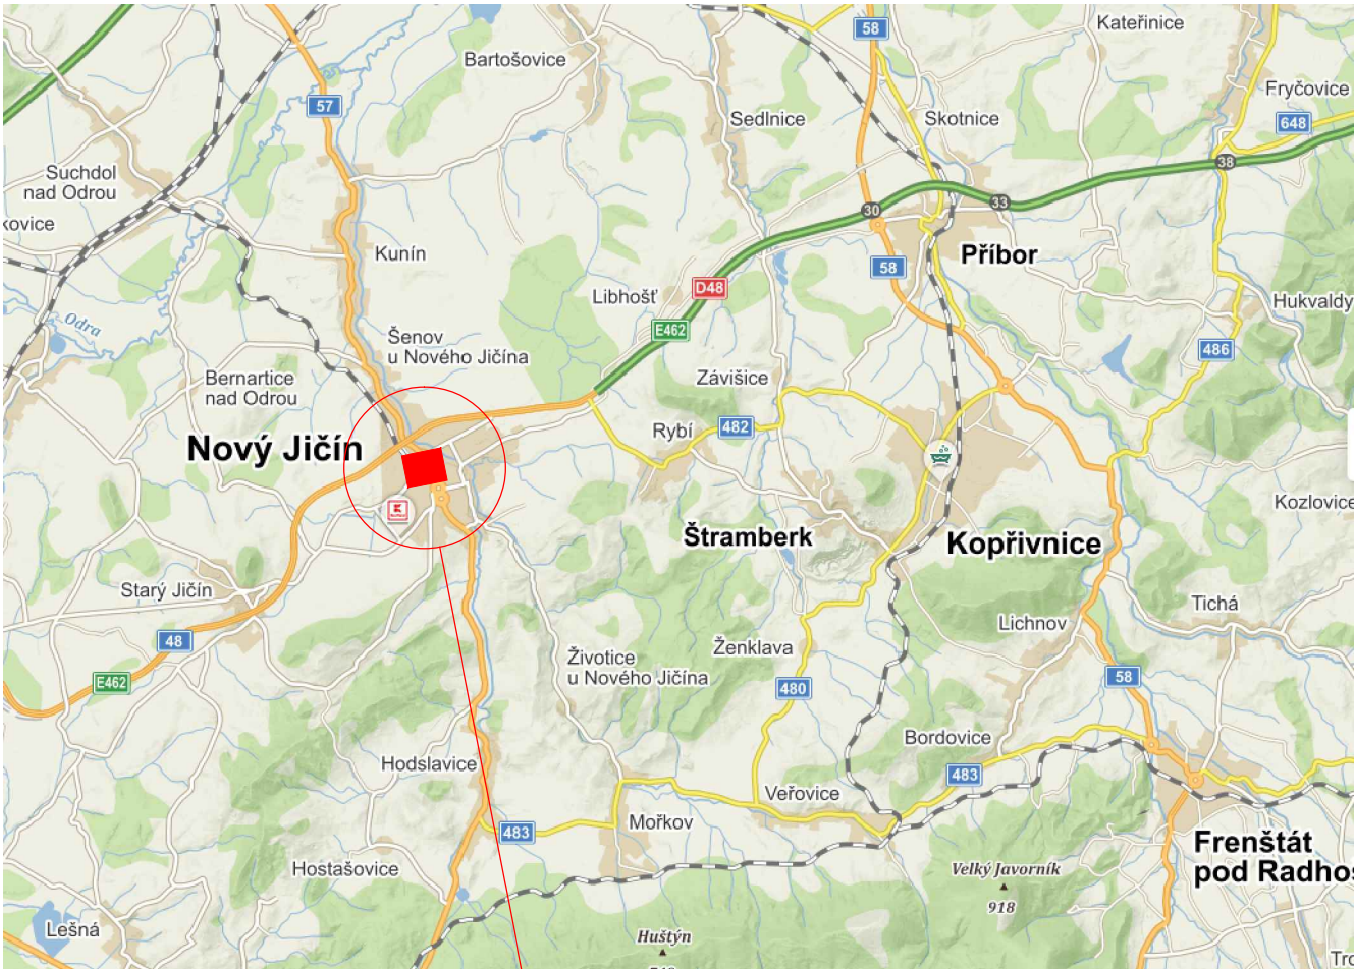 58
Kateřinice
Bartošovice
Fryčovice
57
Sedlnice
Skotnice
648
38
Suchdol
nad Odrou
33
30
kovice
Kunín
Příbor
58
Libhošť
D48
Hukvaldy
Odra
E462
Šenov
u Nového Jičína
486
Bernartice
nad Odrou
Závišice
482
Rybí
Nový Jičín
Kozlovice
Štramberk
Kopřivnice
Starý Jičín
Tichá
Lichnov
48
Ženklava
Životice
u Nového Jičína
E462
480
58
Bordovice
Hodslavice
483
Veřovice
Mořkov
483
Frenštát
pod Radhoš
Hostašovice
Velký Javorník
918
Lešná
Huštýn